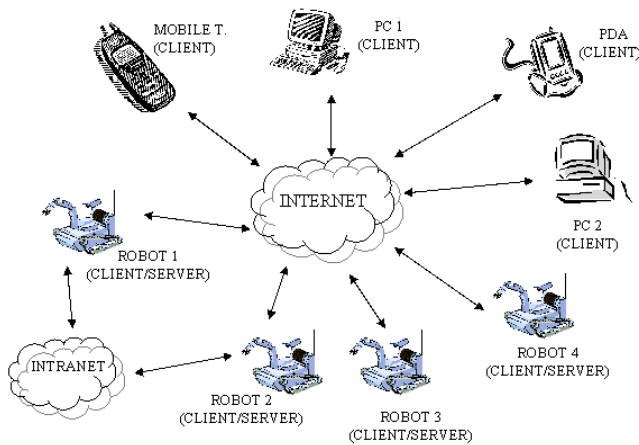 MOBILE T.
(CLIENT)
PC 1
(CLIENT)
PDA
(CLIENT)
INTERNET
PC 2
(CLIENT)
ROBOT 1
(CLIENT/SERVER)
INTRANET
ROBOT 2
(CLIENT/SERVER)
ROBOT 3
(CLIENT/SERVER)
ROBOT 4
(CLIENT/SERVER)